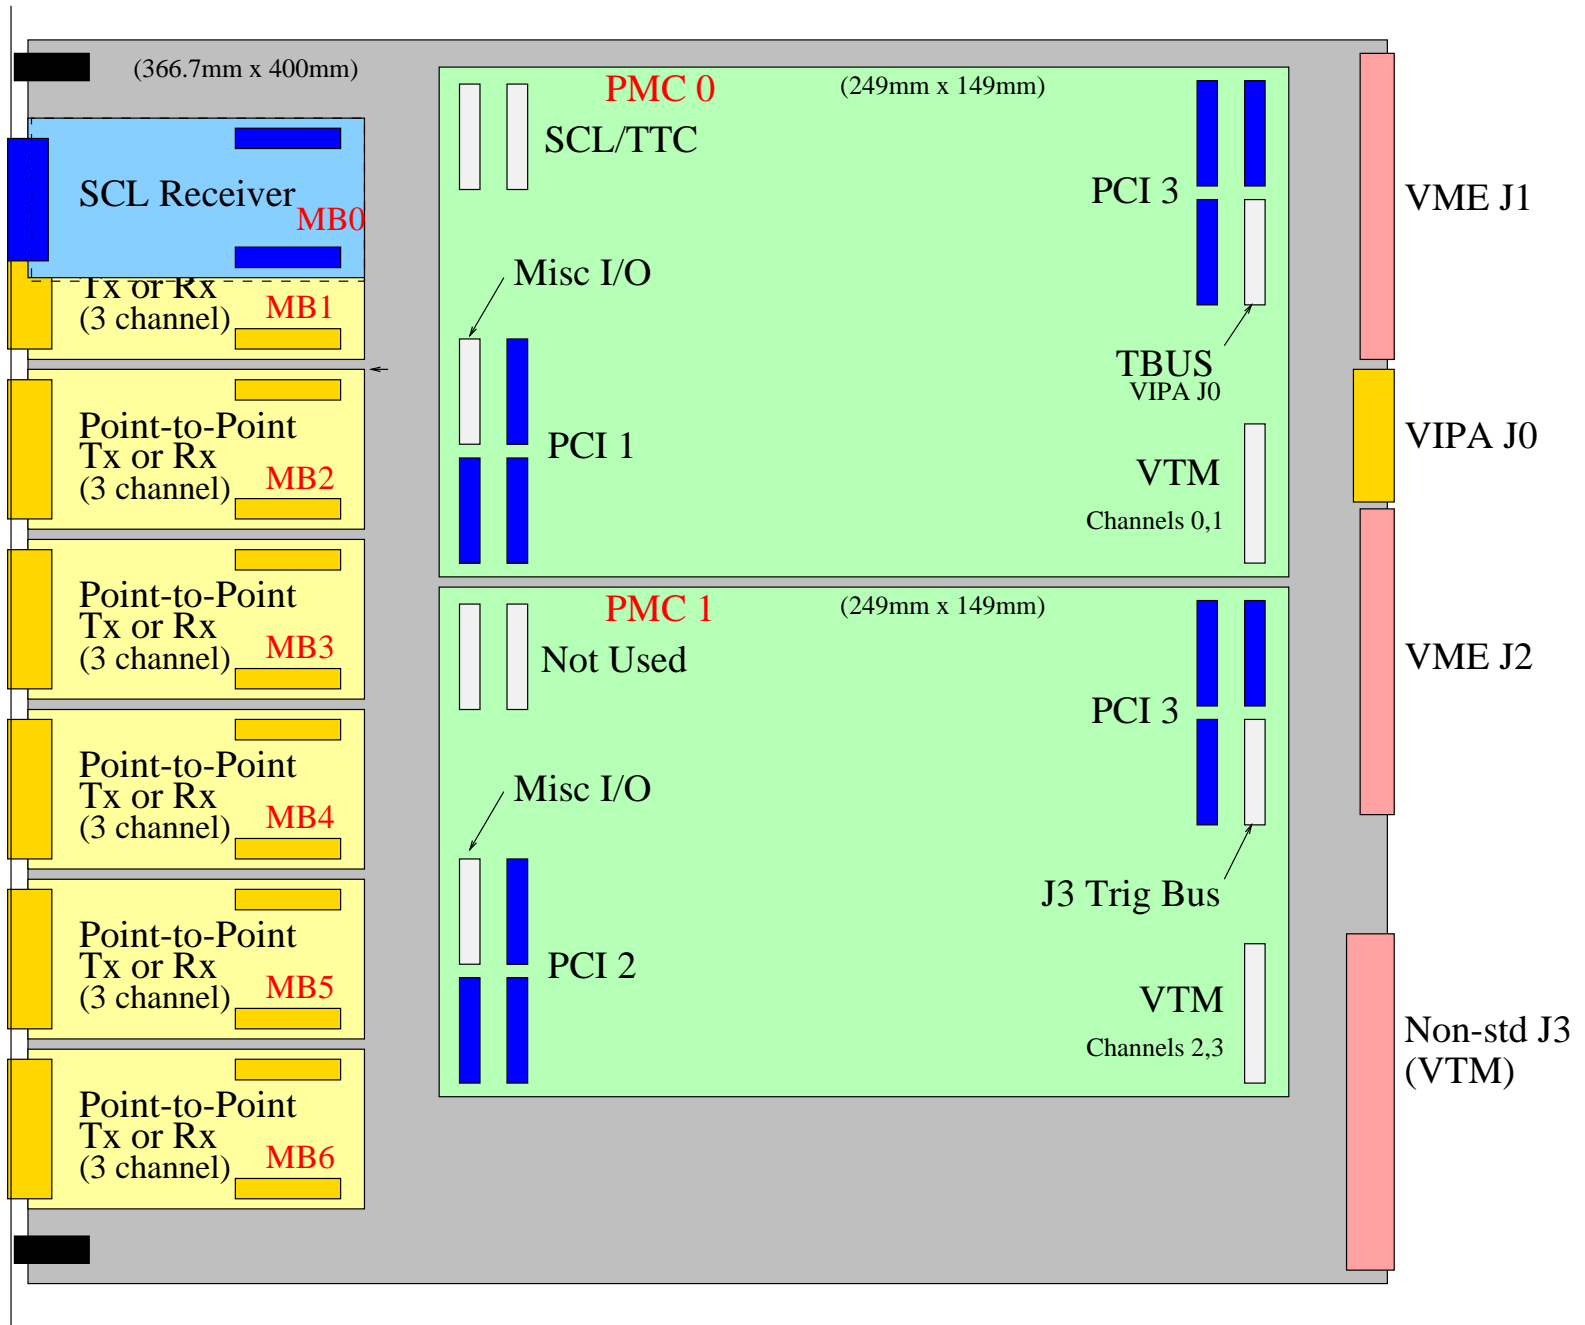 (366.7mm x 400mm)
SCL Receiver
MB0
Tx or Rx
(3 channel)
MB1
Point-to-Point
Tx or Rx
(3 channel)
MB2
Point-to-Point
Tx or Rx
(3 channel)
MB3
Point-to-Point
Tx or Rx
(3 channel)
MB4
Point-to-Point
Tx or Rx
(3 channel)
MB5
Point-to-Point
Tx or Rx
(3 channel)
MB6
PMC 0
(249mm x 149mm)
SCL/TTC
PCI 3
Misc I/O
TBUS
VIPA J0
PCI 1
VTM
Channels 0,1
PMC 1
(249mm x 149mm)
Not Used
PCI 3
Misc I/O
J3 Trig Bus
PCI 2
VTM
Channels 2,3
VME J1
VIPA J0
VME J2
Non-std J3
(VTM)